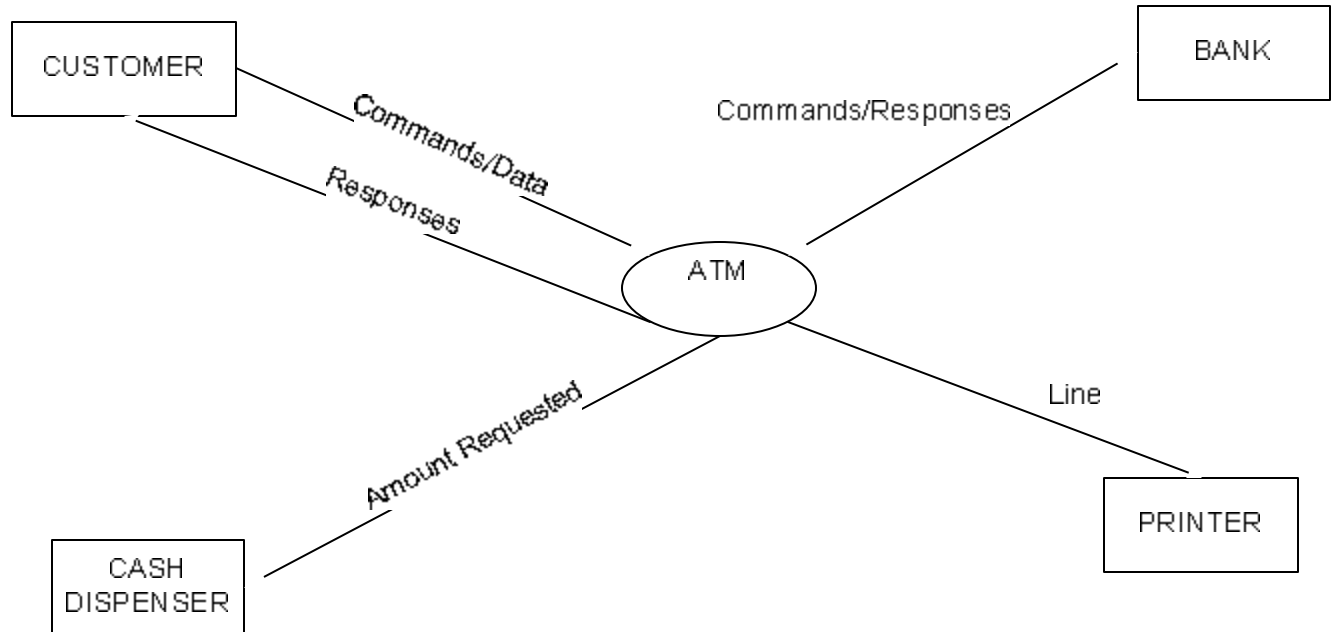 CUSTOMER
BANK
Commands/Data
Commands/Responses
Responses
ATM
Amount Requested
Line
PRINTER
CASH
DISPENSER